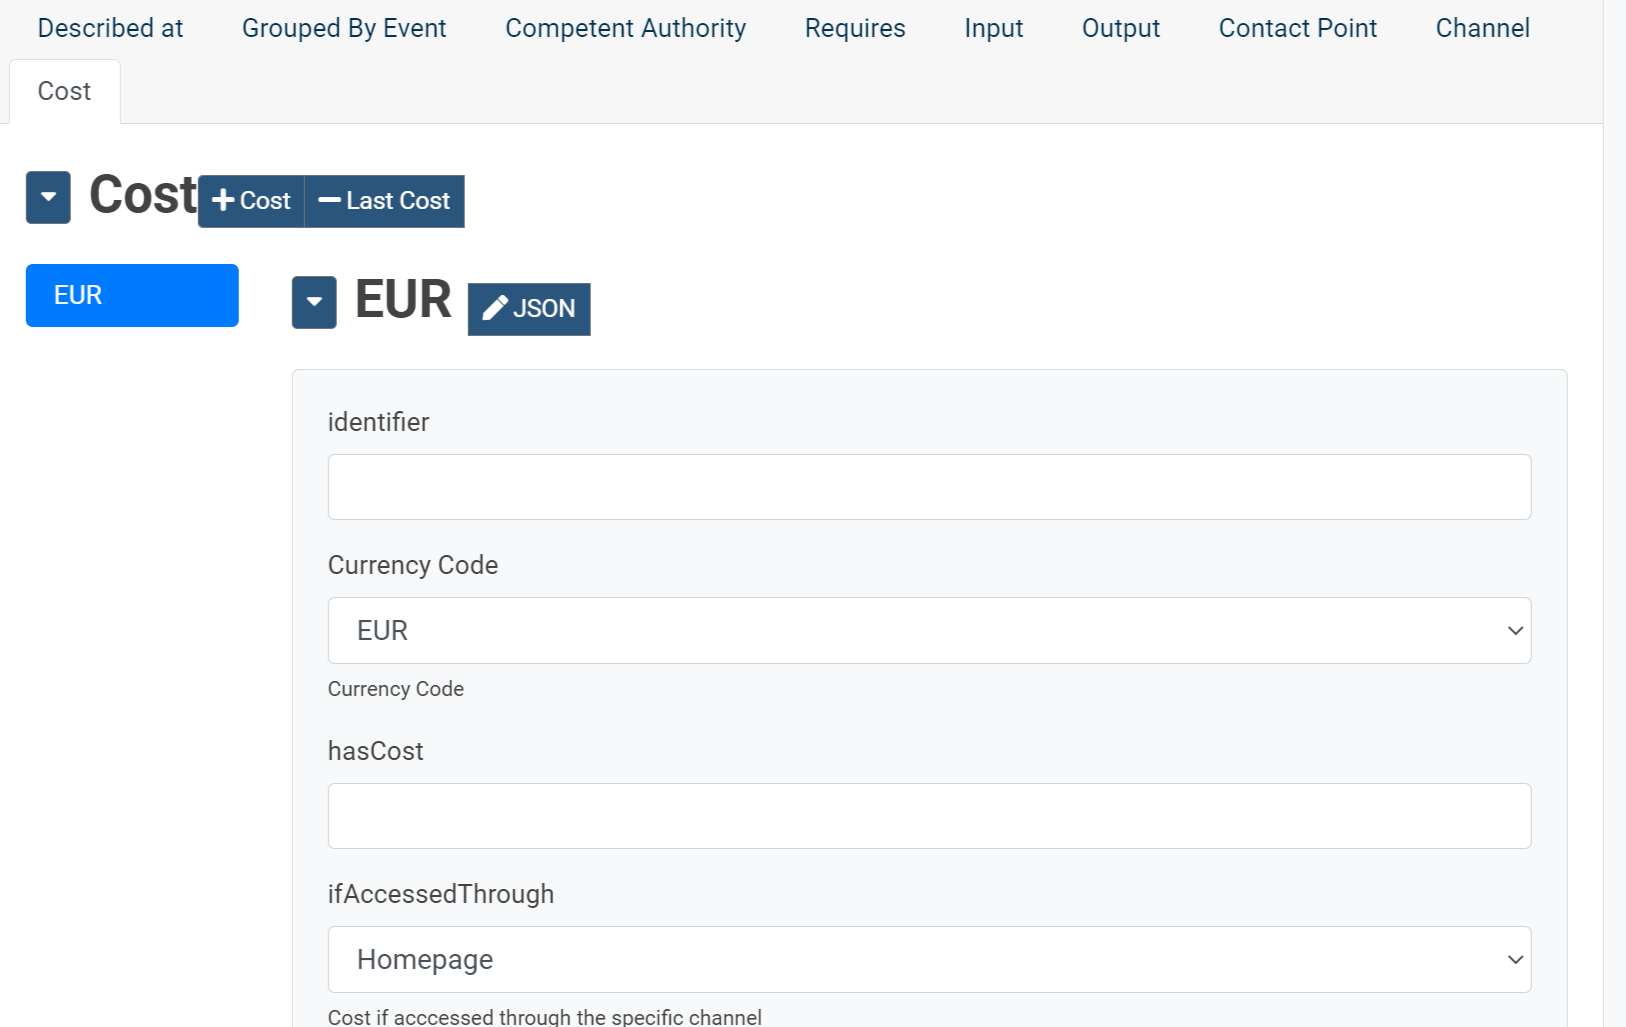 Described at Grouped By Event Competent Authority Requires Input Output Contact Point Channel
Cost
Cost Cost Last Cost
EUR
EUR JSON
identifier
Currency Code
EUR
Currency Code
hasCost
ifAccessedThrough
Homepage
Cost if acccessed through the specific channel